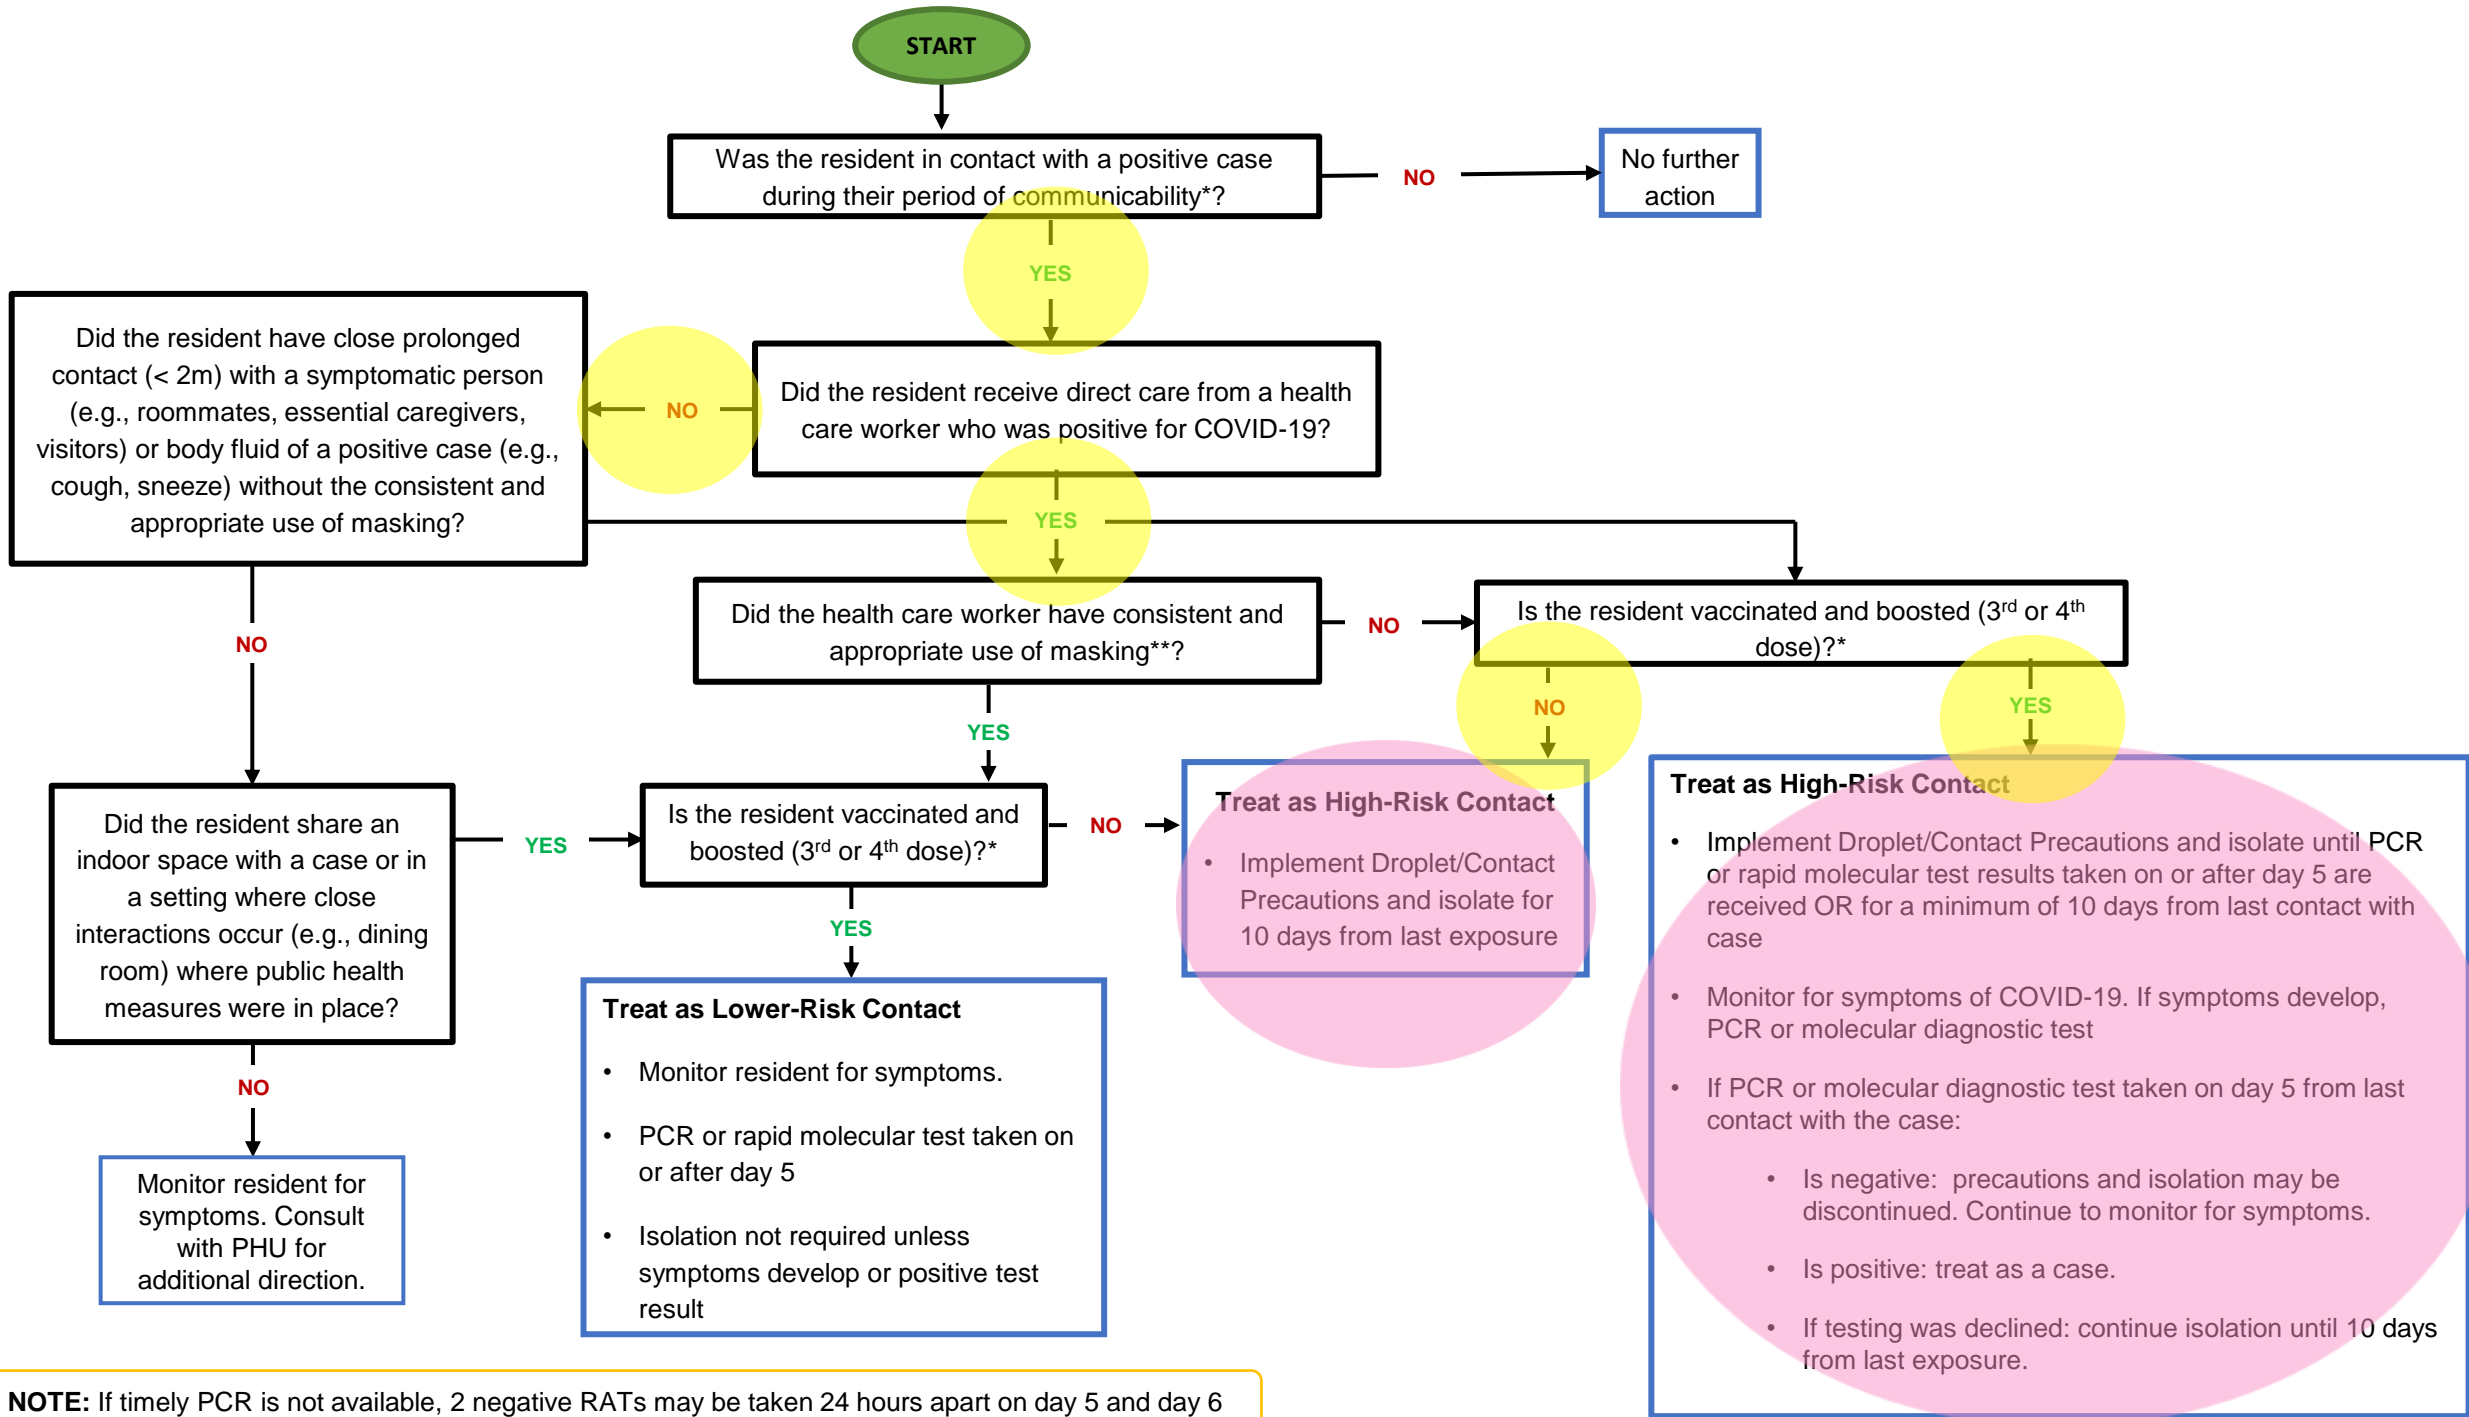 START
Was the resident in contact with a positive case
during their period of communicability*?
NO
No further
action
YES
Did the resident have close prolonged
contact (< 2m) with a symptomatic person
(e.g., roommates, essential caregivers,
visitors) or body fluid of a positive case (e.g.,
cough, sneeze) without the consistent and
appropriate use of masking?
NO
Did the resident receive direct care from a health
care worker who was positive for COVID-19?
YES
Did the health care worker have consistent and
appropriate use of masking**?
NO
Is the resident vaccinated and boosted (3rd or 4th
dose)?*
NO
YES
NO
YES
Did the resident share an
indoor space with a case or in
a setting where close
interactions occur (e.g., dining
room) where public health
measures were in place?
YES
Is the resident vaccinated and
boosted (3rd or 4th dose)?*
NO
Treat as High-Risk Contact
• Implement Droplet/Contact
Precautions and isolate for
10 days from last exposure
Treat as High-Risk Contact
• Implement Droplet/Contact Precautions and isolate until PCR
or rapid molecular test results taken on or after day 5 are
received OR for a minimum of 10 days from last contact with
case
• Monitor for symptoms of COVID-19. If symptoms develop,
PCR or molecular diagnostic test
• If PCR or molecular diagnostic test taken on day 5 from last
contact with the case:
• Is negative: precautions and isolation may be
discontinued. Continue to monitor for symptoms.
• Is positive: treat as a case.
• If testing was declined: continue isolation until 10 days
from last exposure.
YES
NO
Monitor resident for
symptoms. Consult
with PHU for
additional direction.
Treat as Lower-Risk Contact
• Monitor resident for symptoms.
• PCR or rapid molecular test taken on
or after day 5
• Isolation not required unless
symptoms develop or positive test
result
NOTE: If timely PCR is not available, 2 negative RATs may be taken 24 hours apart on day 5 and day 6